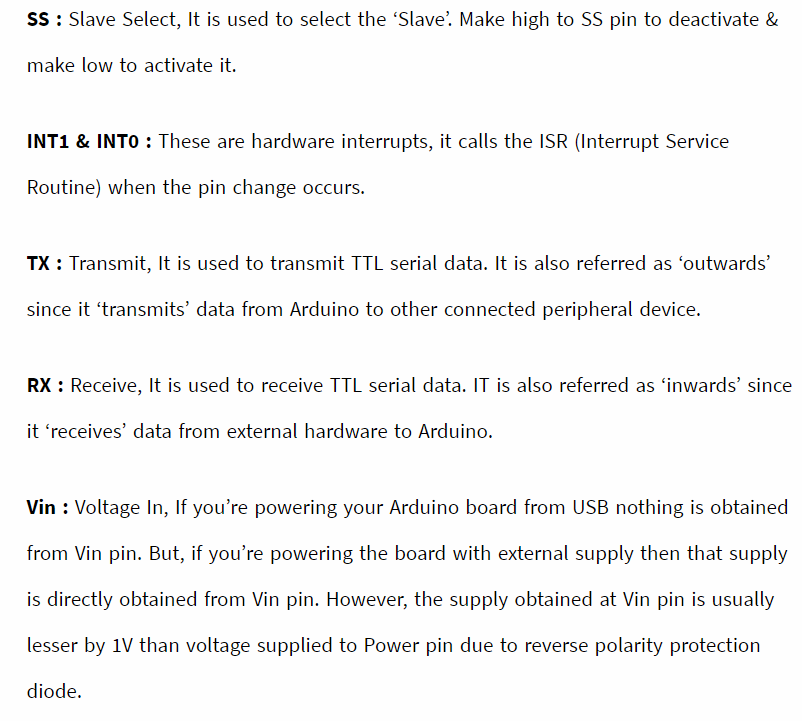 SS : Slave Select, It is used to select the ‘Slave’. Make high to SS pin to deactivate &
make low to activate it.
INT1 & INT0 : These are hardware interrupts, it calls the ISR (Interrupt Service
Routine) when the pin change occurs.
TX : Transmit, It is used to transmit TTL serial data. It is also referred as ‘outwards’
since it ‘transmits’ data from Arduino to other connected peripheral device.
RX : Receive, It is used to receive TTL serial data. IT is also referred as ‘inwards’ since
it ‘receives’ data from external hardware to Arduino.
Vin : Voltage In, If you’re powering your Arduino board from USB nothing is obtained
from Vin pin. But, if you’re powering the board with external supply then that supply
is directly obtained from Vin pin. However, the supply obtained at Vin pin is usually
lesser by 1V than voltage supplied to Power pin due to reverse polarity protection
diode.